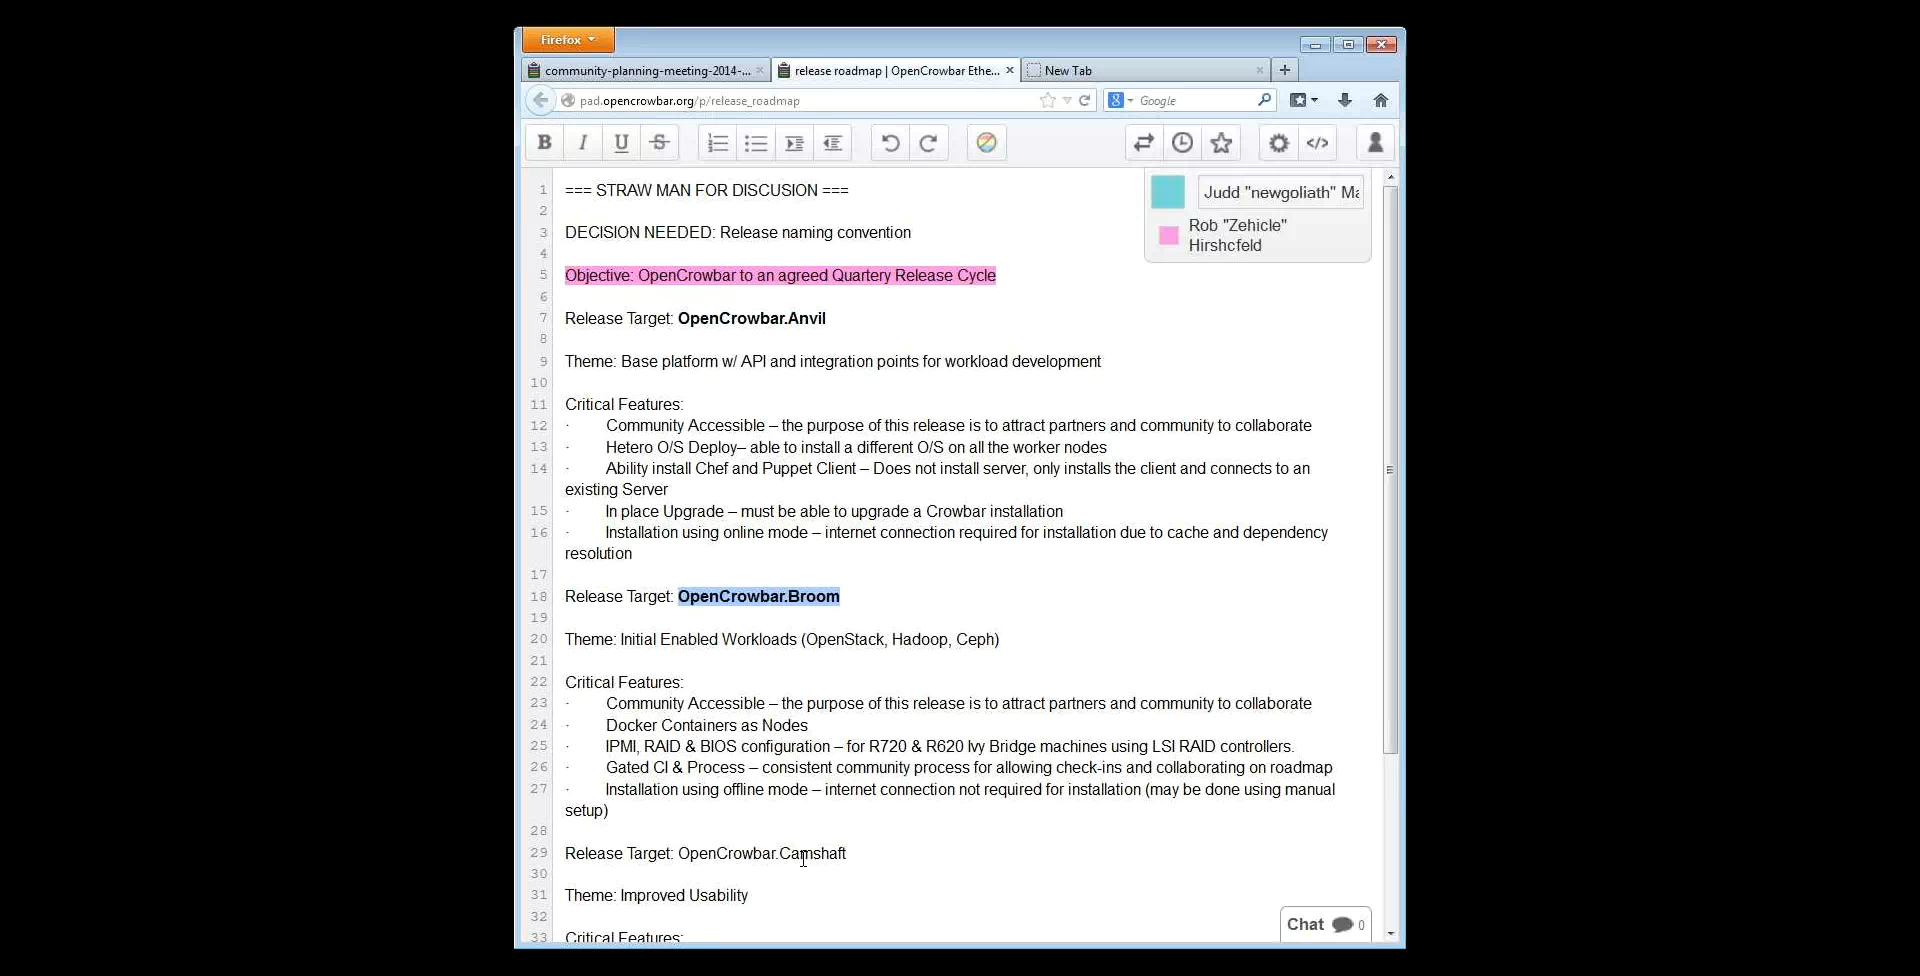 Firefox
community-planning-meeting-2014-...
release roadmap | OpenCrowbar Ethe...
New Tab
pad.opencrowbar.org/p/release_roadmap
Google
Judd "newgoliath" Ma
Rob "Zehicle"
Hirshcfeld
1 === STRAW MAN FOR DISCUSION ===
2
3 DECISION NEEDED: Release naming convention
4
5 Objective: OpenCrowbar to an agreed Quartery Release Cycle
6
7 Release Target: OpenCrowbar.Anvil
8
9 Theme: Base platform w/ API and integration points for workload development
10
11 Critical Features:
12 · Community Accessible – the purpose of this release is to attract partners and community to collaborate
13 · Hetero O/S Deploy– able to install a different O/S on all the worker nodes
14 · Ability install Chef and Puppet Client – Does not install server, only installs the client and connects to an
existing Server
15 · In place Upgrade – must be able to upgrade a Crowbar installation
16 · Installation using online mode – internet connection required for installation due to cache and dependency
resolution
17
18 Release Target: OpenCrowbar.Broom
19
20 Theme: Initial Enabled Workloads (OpenStack, Hadoop, Ceph)
21
22 Critical Features:
23 · Community Accessible – the purpose of this release is to attract partners and community to collaborate
24 · Docker Containers as Nodes
25 · IPMI, RAID & BIOS configuration – for R720 & R620 Ivy Bridge machines using LSI RAID controllers.
26 · Gated CI & Process – consistent community process for allowing check-ins and collaborating on roadmap
27 · Installation using offline mode – internet connection not required for installation (may be done using manual
setup)
28
29 Release Target: OpenCrowbar.Camshaft
30
31 Theme: Improved Usability
32
33 Critical Features:
Chat 0